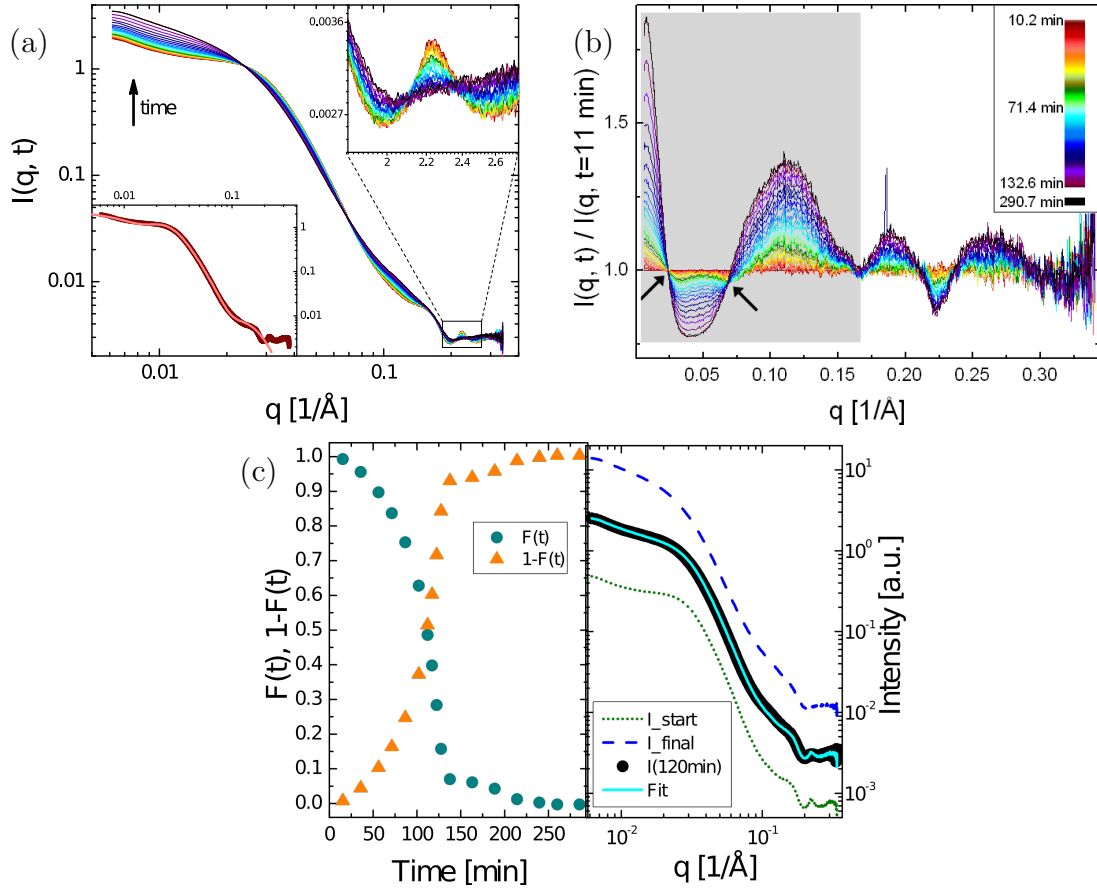 (a)
I(q, t)
1
0.1
0.01
time
0.01
0.1
q [1/Å]
0.0036
0.0027
2
2.2
2.4
2.6
0.01
0.1
1
0.1
0.01
(b)
I(q, t) / I(q, t=11 min)
1.5
1.0
0.05 0.10 0.15 0.20 0.25 0.30
q [1/Å]
10.2 min
71.4 min
132.6 min
290.7 min
(c)
F(t), 1-F(t)
1.0
0.9
0.8
0.7
0.6
0.5
0.4
0.3
0.2
0.1
0.0
0 50 100 150 200 250
Time [min]
F(t)
1-F(t)
I_start
I_final
I(120min)
Fit
10⁻² 10⁻¹
q [1/Å]
10¹
10⁰
10⁻¹
10⁻²
10⁻³
Intensity [a.u.]